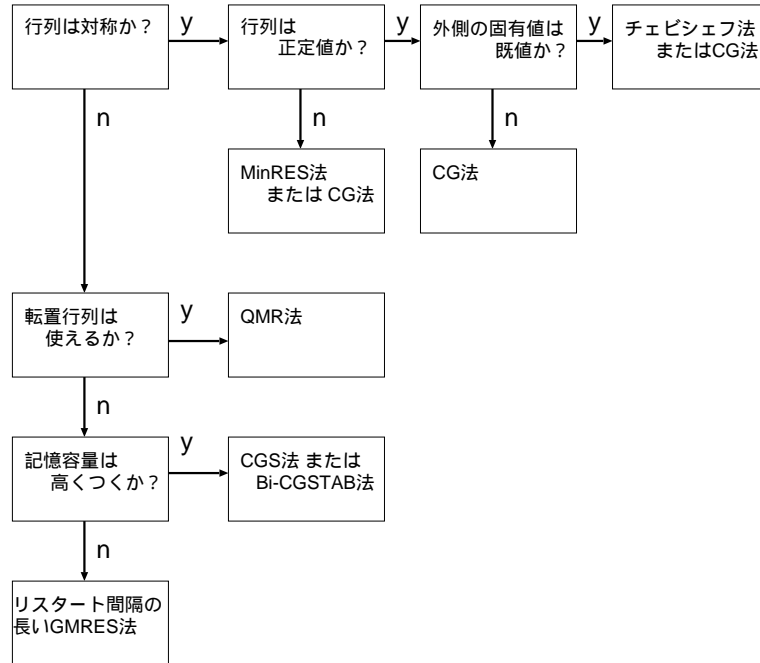 行列は対称か？
y
行列は
正定値か？
y
外側の固有値は
既値か？
y
チェビシェフ法
またはCG法
n
n
n
MinRES法
または CG法
CG法
転置行列は
使えるか？
y
QMR法
n
記憶容量は
高くつくか？
y
CGS法 または
Bi-CGSTAB法
n
リスタート間隔の
長いGMRES法